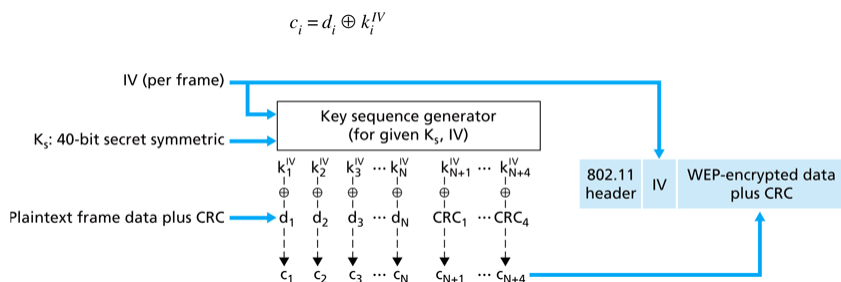 c_i = d_i ⊕ k_i^IV
IV (per frame)
Key sequence generator
(for given K_s, IV)
K_s: 40-bit secret symmetric
k_1^IV k_2^IV k_3^IV ··· k_N^IV k_N+1^IV ··· k_N+4^IV
⊕ ⊕ ⊕ ⊕ ⊕ ⊕
802.11
header
IV
WEP-encrypted data
plus CRC
Plaintext frame data plus CRC
d_1 d_2 d_3 ··· d_N CRC_1 ··· CRC_4
c_1 c_2 c_3 ··· c_N c_N+1 ··· c_N+4